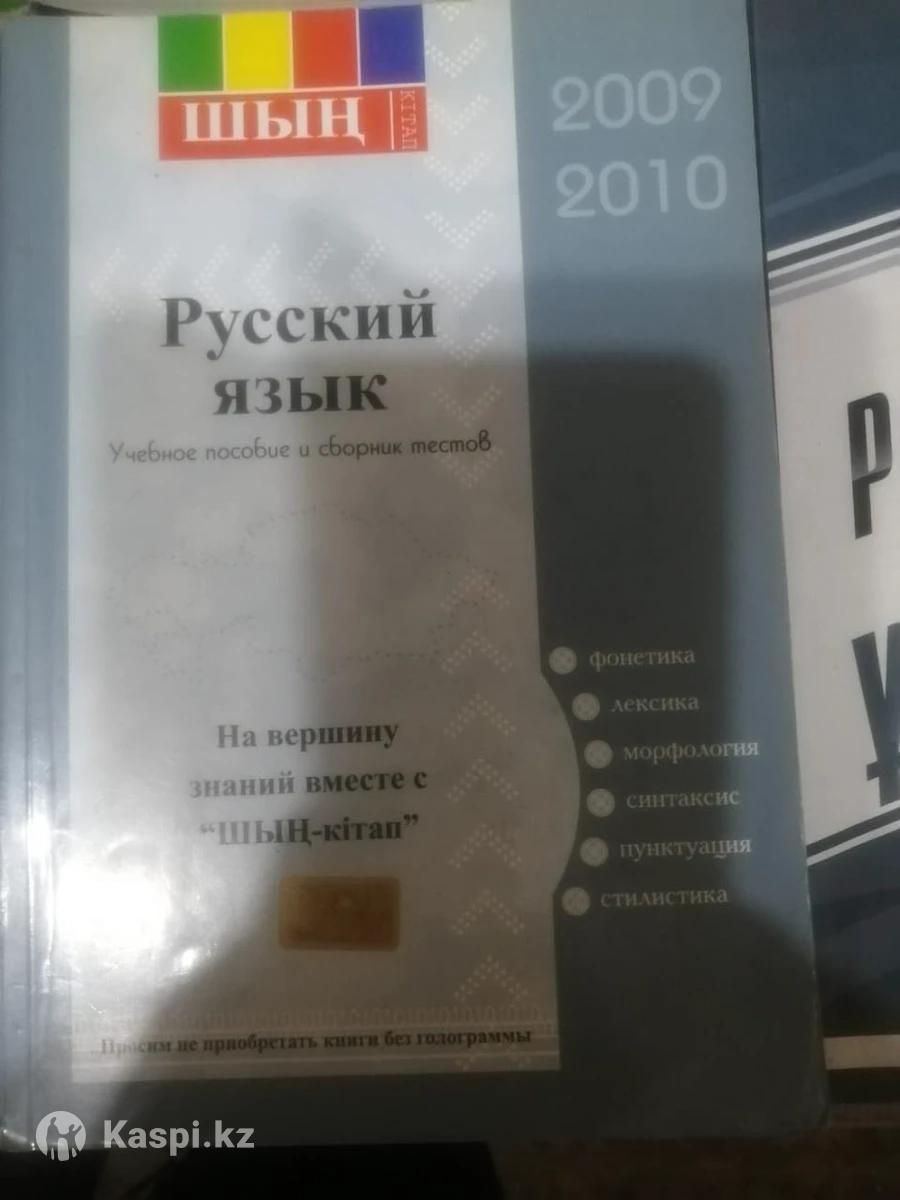 ШЫҢ
КІТАП
2009
2010
Русский
язык
Учебное пособие и сборник тестов
фонетика
лексика
морфология
синтаксис
пунктуация
стилистика
На вершину
знаний вместе с
“ШЫҢ-кітап”
Просим не приобретать книги без голограммы
Р
Kaspi.kz